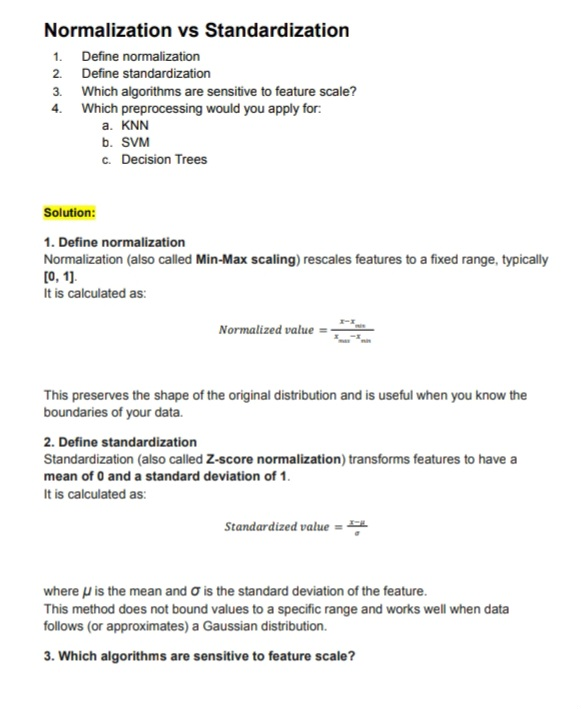 Normalization vs Standardization
1. Define normalization
2. Define standardization
3. Which algorithms are sensitive to feature scale?
4. Which preprocessing would you apply for:
a. KNN
b. SVM
c. Decision Trees
Solution:
1. Define normalization
Normalization (also called Min-Max scaling) rescales features to a fixed range, typically
[0, 1].
It is calculated as:
Normalized value = (x−x_min)/(x_max−x_min)
This preserves the shape of the original distribution and is useful when you know the
boundaries of your data.
2. Define standardization
Standardization (also called Z-score normalization) transforms features to have a
mean of 0 and a standard deviation of 1.
It is calculated as:
Standardized value = (x−μ)/σ
where μ is the mean and σ is the standard deviation of the feature.
This method does not bound values to a specific range and works well when data
follows (or approximates) a Gaussian distribution.
3. Which algorithms are sensitive to feature scale?